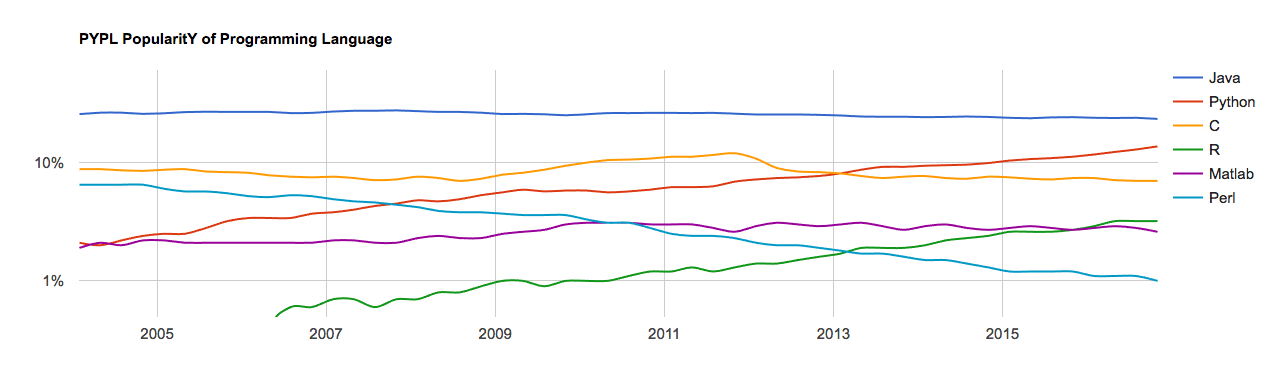 PYPL PopularitY of Programming Language
Java
Python
C
R
Matlab
Perl
10%
1%
2005 2007 2009 2011 2013 2015